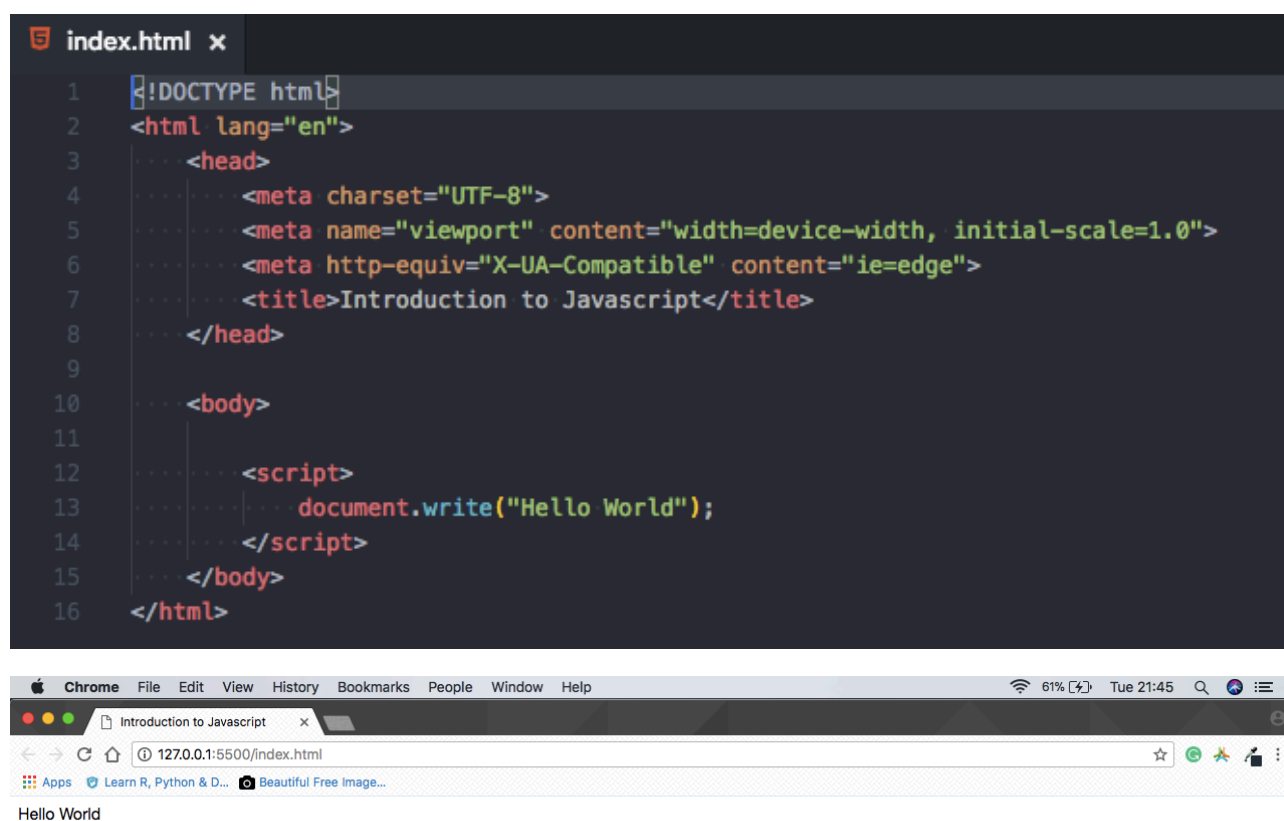 index.html ×
1 <!DOCTYPE html>
2 <html lang="en">
3 <head>
4 <meta charset="UTF-8">
5 <meta name="viewport" content="width=device-width, initial-scale=1.0">
6 <meta http-equiv="X-UA-Compatible" content="ie=edge">
7 <title>Introduction to Javascript</title>
8 </head>
9
10 <body>
11
12 <script>
13 document.write("Hello World");
14 </script>
15 </body>
16 </html>
Chrome File Edit View History Bookmarks People Window Help 61% Tue 21:45
Introduction to Javascript ×
127.0.0.1:5500/index.html
Apps Learn R, Python & D... Beautiful Free Image...
Hello World